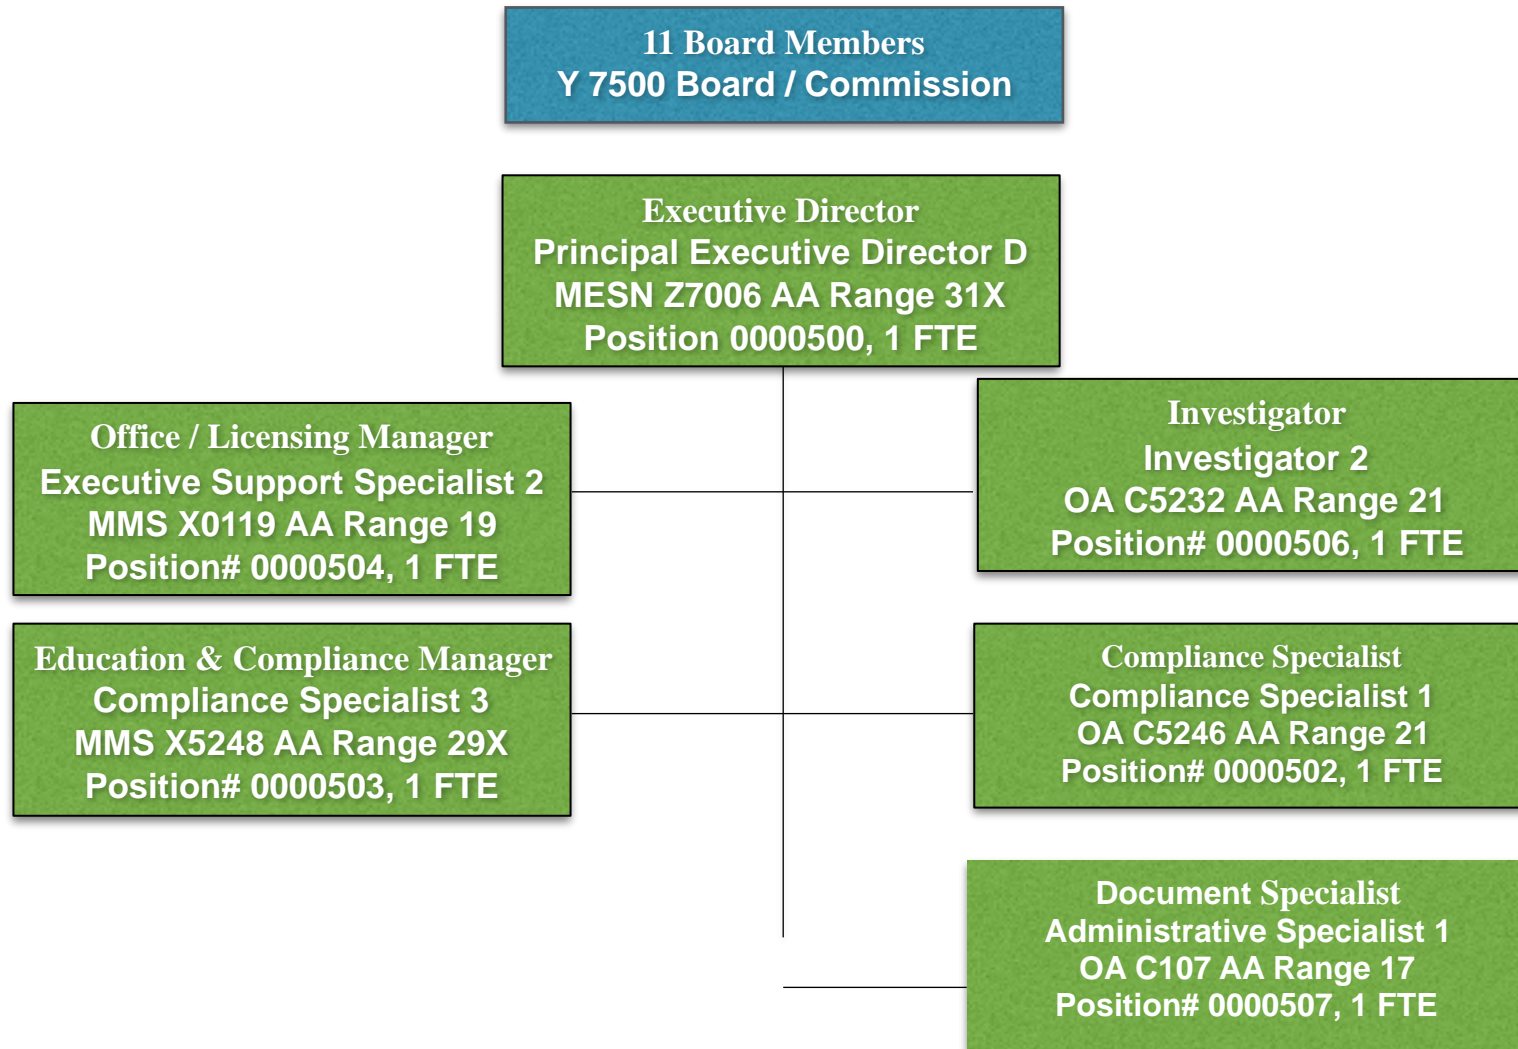 11 Board Members
Y 7500 Board / Commission
Executive Director
Principal Executive Director D
MESN Z7006 AA Range 31X
Position 0000500, 1 FTE
Office / Licensing Manager
Executive Support Specialist 2
MMS X0119 AA Range 19
Position# 0000504, 1 FTE
Investigator
Investigator 2
OA C5232 AA Range 21
Position# 0000506, 1 FTE
Education & Compliance Manager
Compliance Specialist 3
MMS X5248 AA Range 29X
Position# 0000503, 1 FTE
Compliance Specialist
Compliance Specialist 1
OA C5246 AA Range 21
Position# 0000502, 1 FTE
Document Specialist
Administrative Specialist 1
OA C107 AA Range 17
Position# 0000507, 1 FTE